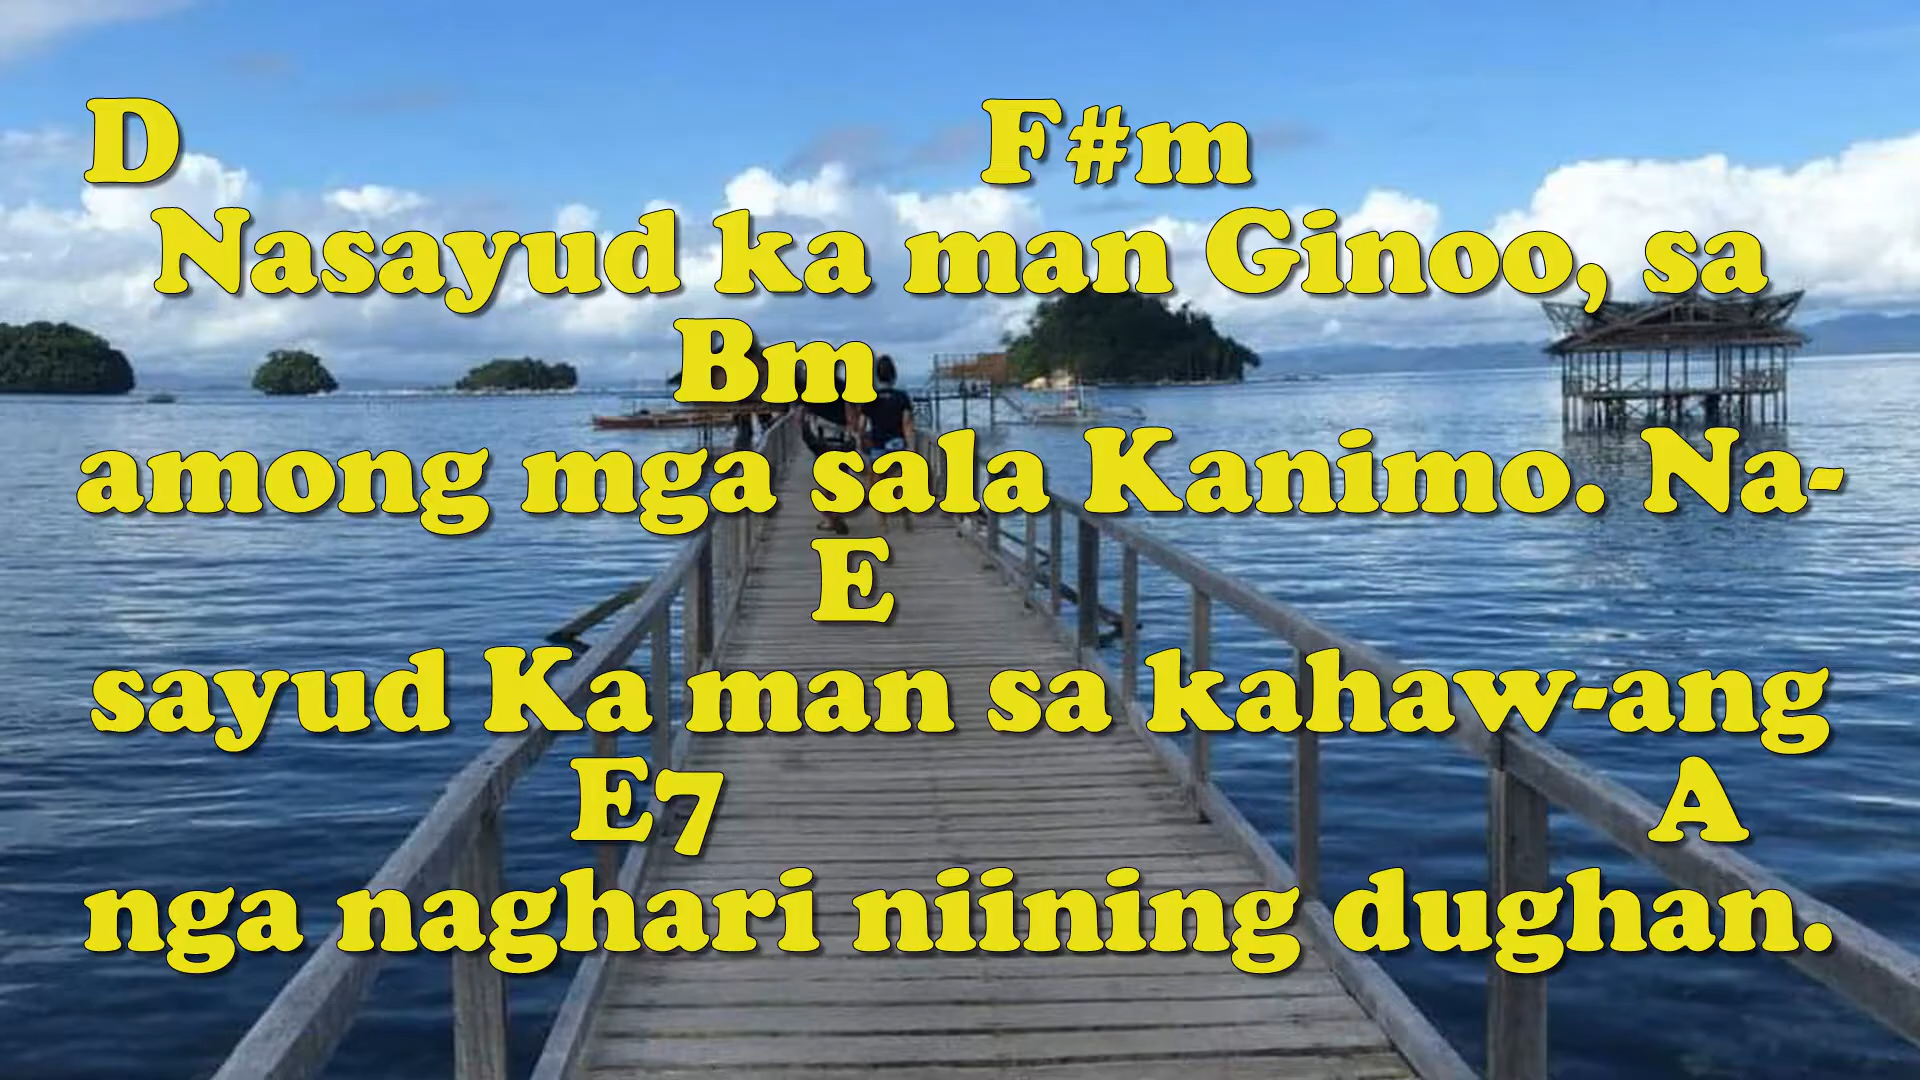 D F#m
Nasayud ka man Ginoo, sa
Bm
among mga sala Kanimo. Na-
E
sayud Ka man sa kahaw-ang
E7 A
nga naghari niining dughan.